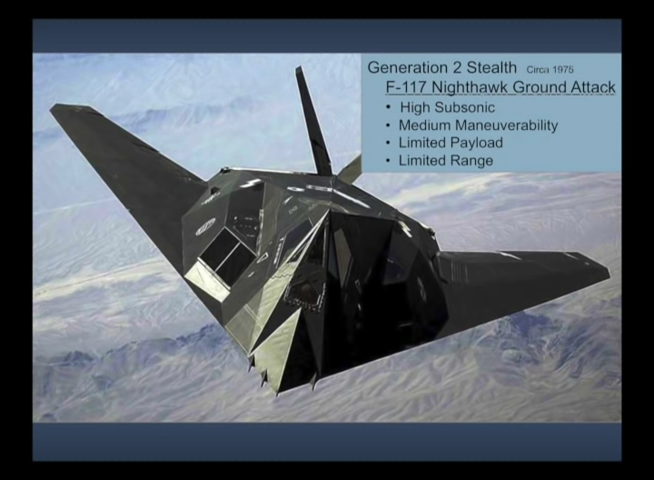 Generation 2 Stealth Circa 1975
F-117 Nighthawk Ground Attack
• High Subsonic
• Medium Maneuverability
• Limited Payload
• Limited Range